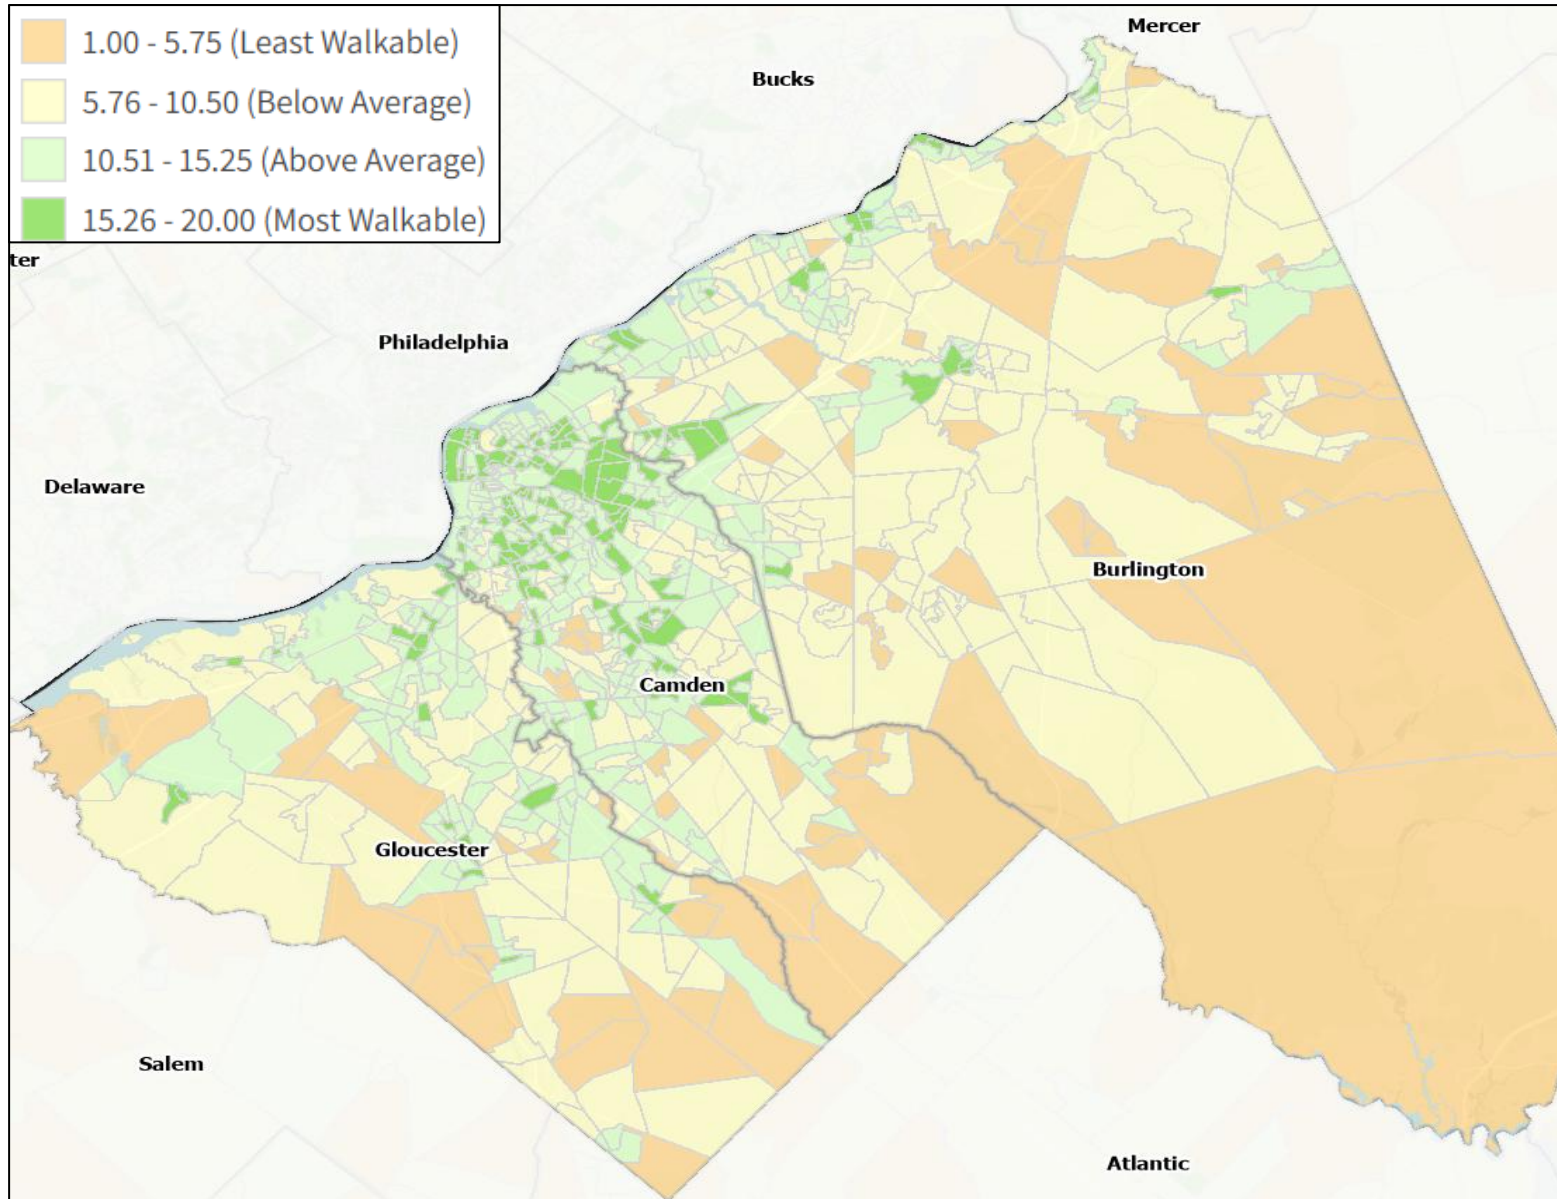 1.00 - 5.75 (Least Walkable)
5.76 - 10.50 (Below Average)
10.51 - 15.25 (Above Average)
15.26 - 20.00 (Most Walkable)
Mercer
Bucks
ter
Philadelphia
Delaware
Burlington
Camden
Gloucester
Salem
Atlantic